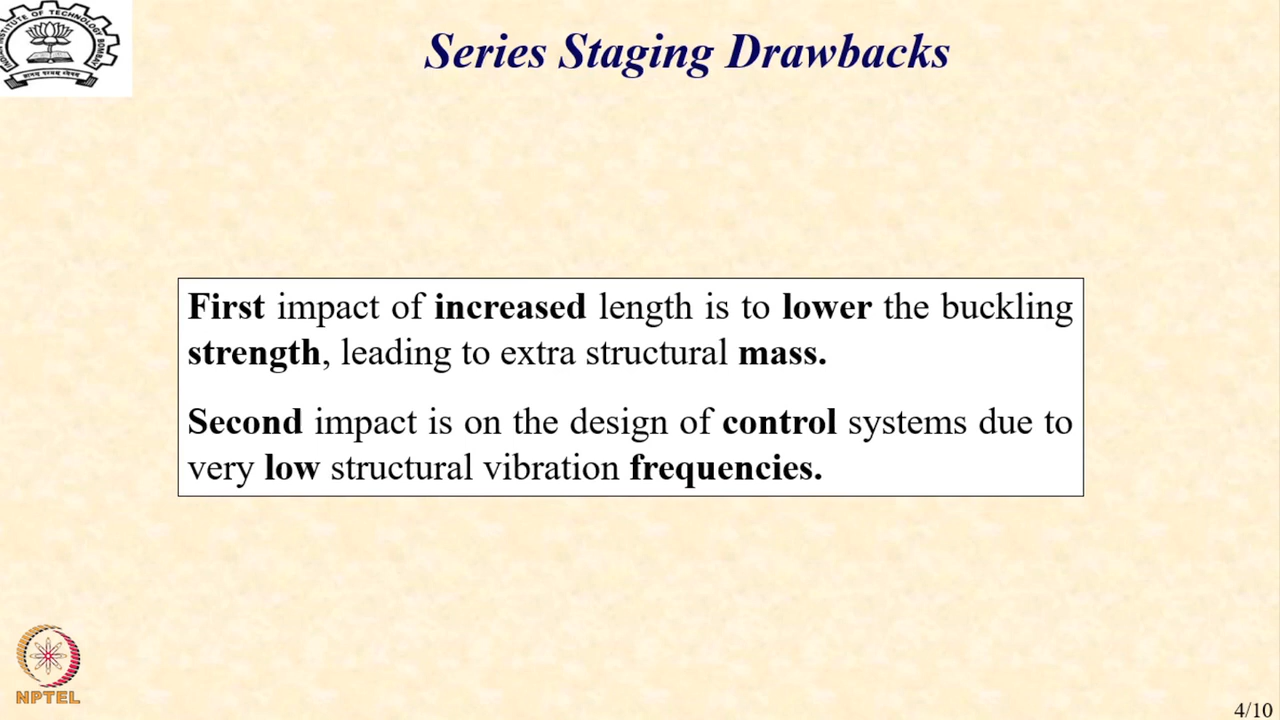 Series Staging Drawbacks
First impact of increased length is to lower the buckling
strength, leading to extra structural mass.
Second impact is on the design of control systems due to
very low structural vibration frequencies.
NPTEL
4/10